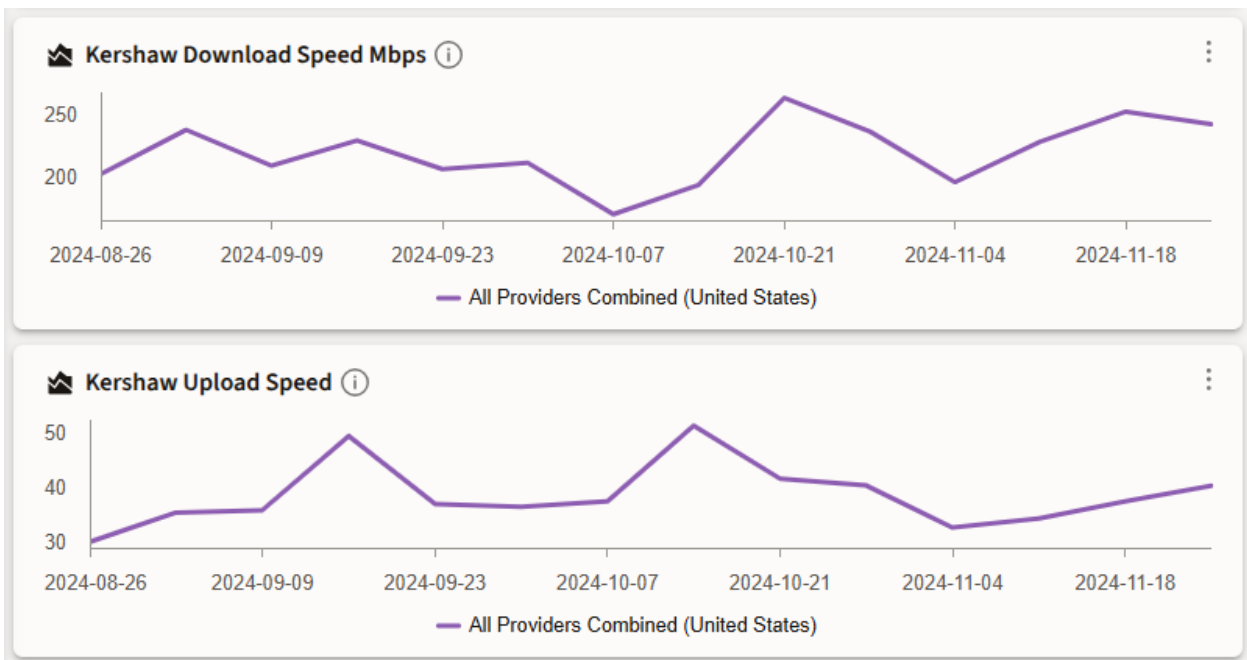 Kershaw Download Speed Mbps
250
200
2024-08-26 2024-09-09 2024-09-23 2024-10-07 2024-10-21 2024-11-04 2024-11-18
All Providers Combined (United States)
Kershaw Upload Speed
50
40
30
2024-08-26 2024-09-09 2024-09-23 2024-10-07 2024-10-21 2024-11-04 2024-11-18
All Providers Combined (United States)